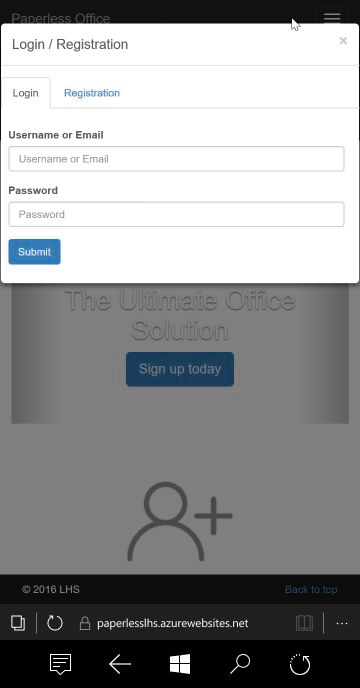 Paperless Office
Login / Registration
×
Login Registration
Username or Email
Username or Email
Password
Password
Submit
The Ultimate Office
Solution
Sign up today
© 2016 LHS Back to top
paperlesslhs.azurewebsites.net